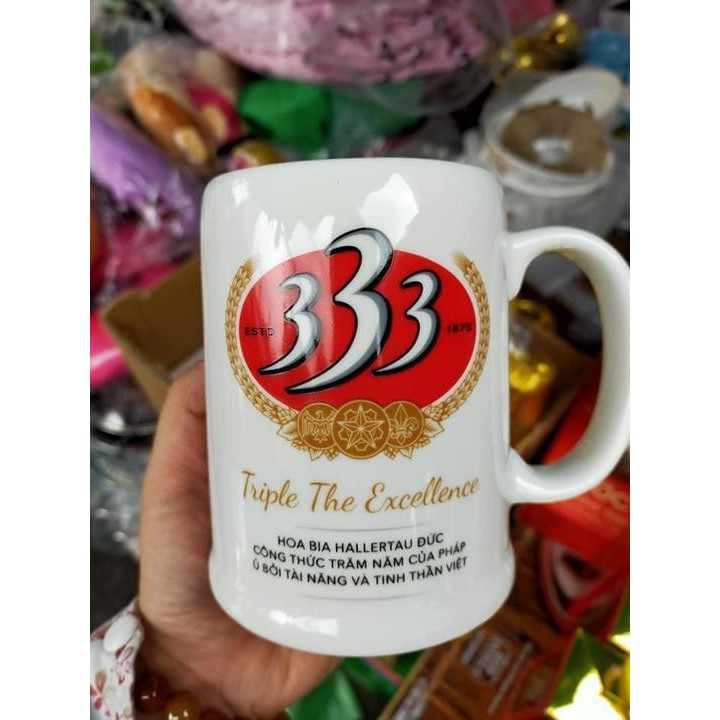 333
ESTD 1875
Triple The Excellence
HOA BIA HALLERTAU ĐỨC
CÔNG THỨC TRĂM NĂM CỦA PHÁP
Ủ BỞI TÀI NĂNG VÀ TINH THẦN VIỆT